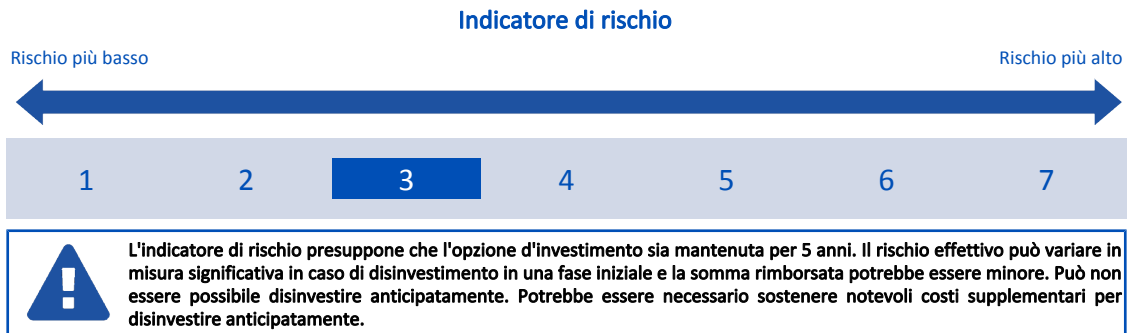 Indicatore di rischio
Rischio più basso Rischio più alto
1 2 3 4 5 6 7
L'indicatore di rischio presuppone che l'opzione d'investimento sia mantenuta per 5 anni. Il rischio effettivo può variare in
misura significativa in caso di disinvestimento in una fase iniziale e la somma rimborsata potrebbe essere minore. Può non
essere possibile disinvestire anticipatamente. Potrebbe essere necessario sostenere notevoli costi supplementari per
disinvestire anticipatamente.